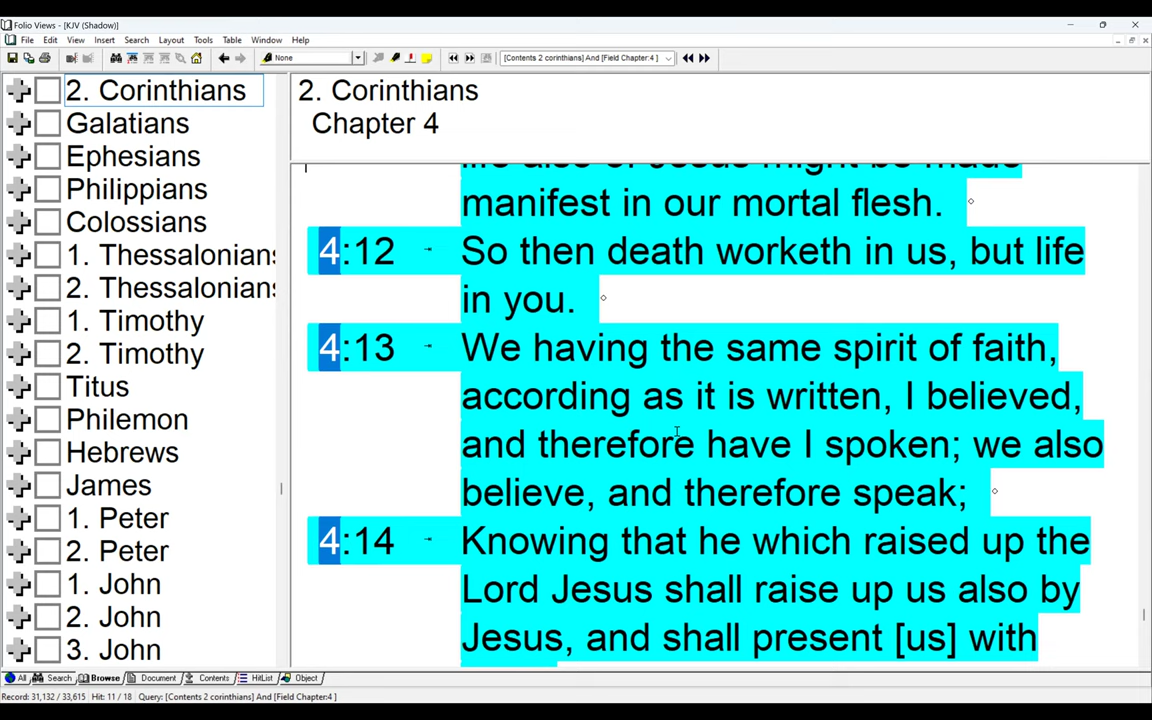 Folio Views - [KJV (Shadow)]
File Edit View Insert Search Layout Tools Table Window Help
None [Contents 2 corinthians] And [Field Chapter:4 ]
2. Corinthians
Galatians
Ephesians
Philippians
Colossians
1. Thessalonians
2. Thessalonians
1. Timothy
2. Timothy
Titus
Philemon
Hebrews
James
1. Peter
2. Peter
1. John
2. John
3. John
2. Corinthians
Chapter 4
life also of Jesus might be made
manifest in our mortal flesh.
4:12 So then death worketh in us, but life
in you.
4:13 We having the same spirit of faith,
according as it is written, I believed,
and therefore have I spoken; we also
believe, and therefore speak;
4:14 Knowing that he which raised up the
Lord Jesus shall raise up us also by
Jesus, and shall present [us] with
All Search Browse Document Contents HitList Object
Record: 31,132 / 33,615 Hit: 11 / 18 Query: [Contents 2 corinthians] And [Field Chapter:4 ]